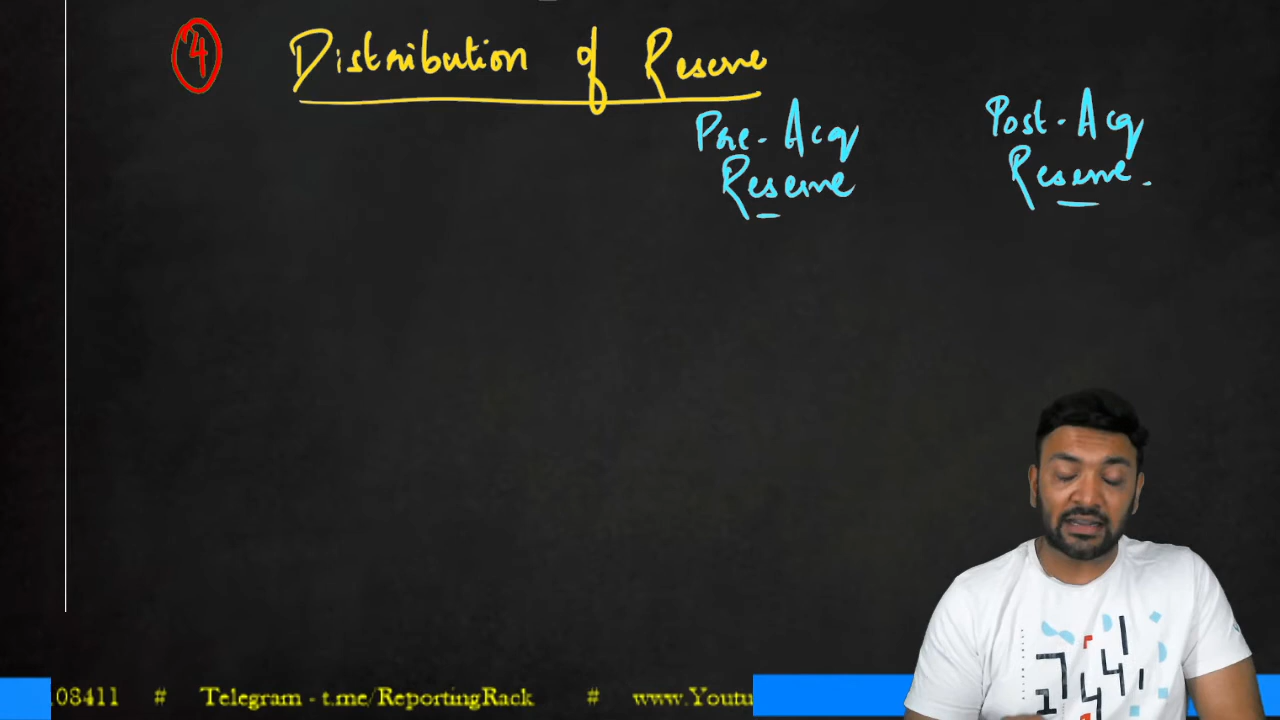 4 Distribution of Reserve
Pre-Acq Post-Acq
Reserve Reserve.
08411 # Telegram - t.me/ReportingRack # www.Youtu